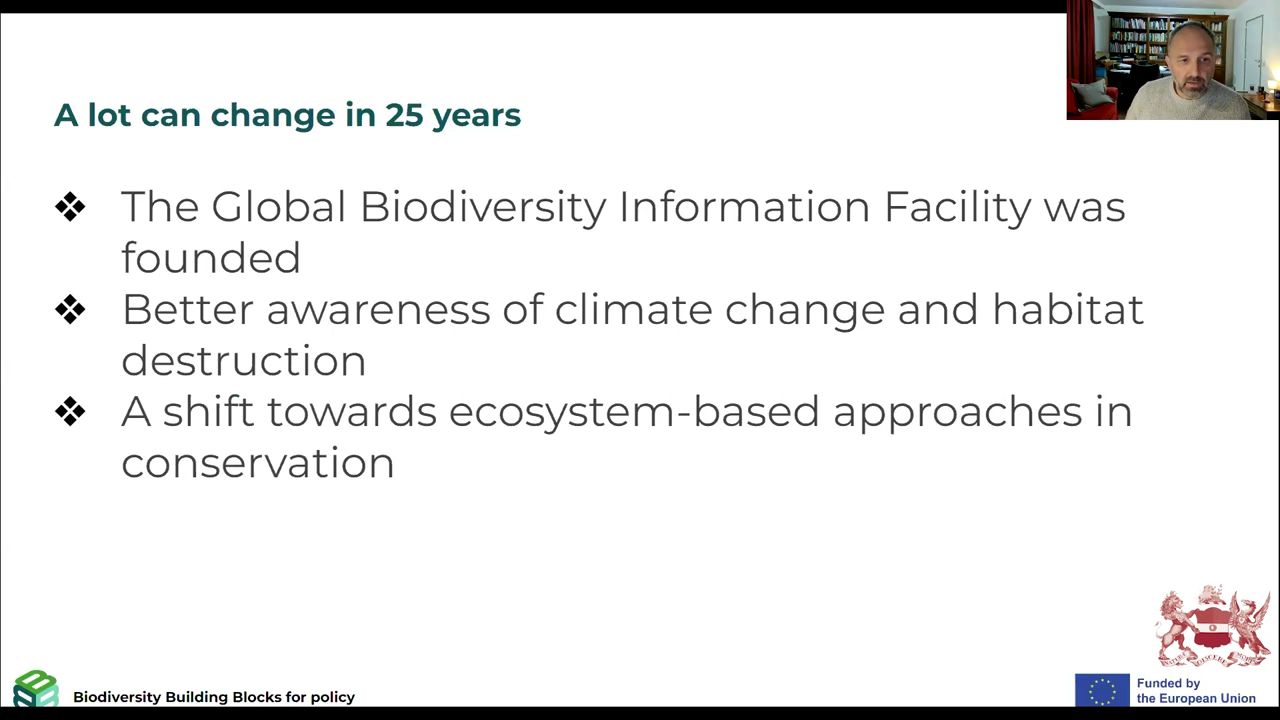 A lot can change in 25 years
❖ The Global Biodiversity Information Facility was
founded
❖ Better awareness of climate change and habitat
destruction
❖ A shift towards ecosystem-based approaches in
conservation
DISCERE
Biodiversity Building Blocks for policy
Funded by
the European Union